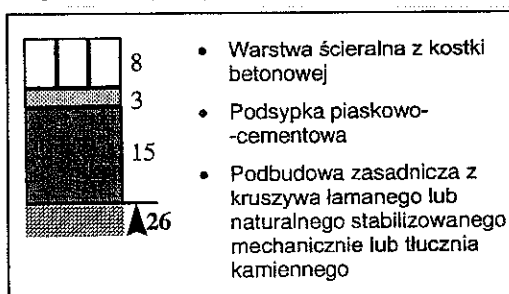 8
3
15
26
• Warstwa ścieralna z kostki
betonowej
• Podsypka piaskowo-
-cementowa
• Podbudowa zasadnicza z
kruszywa łamanego lub
naturalnego stabilizowanego
mechanicznie lub tłucznia
kamiennego